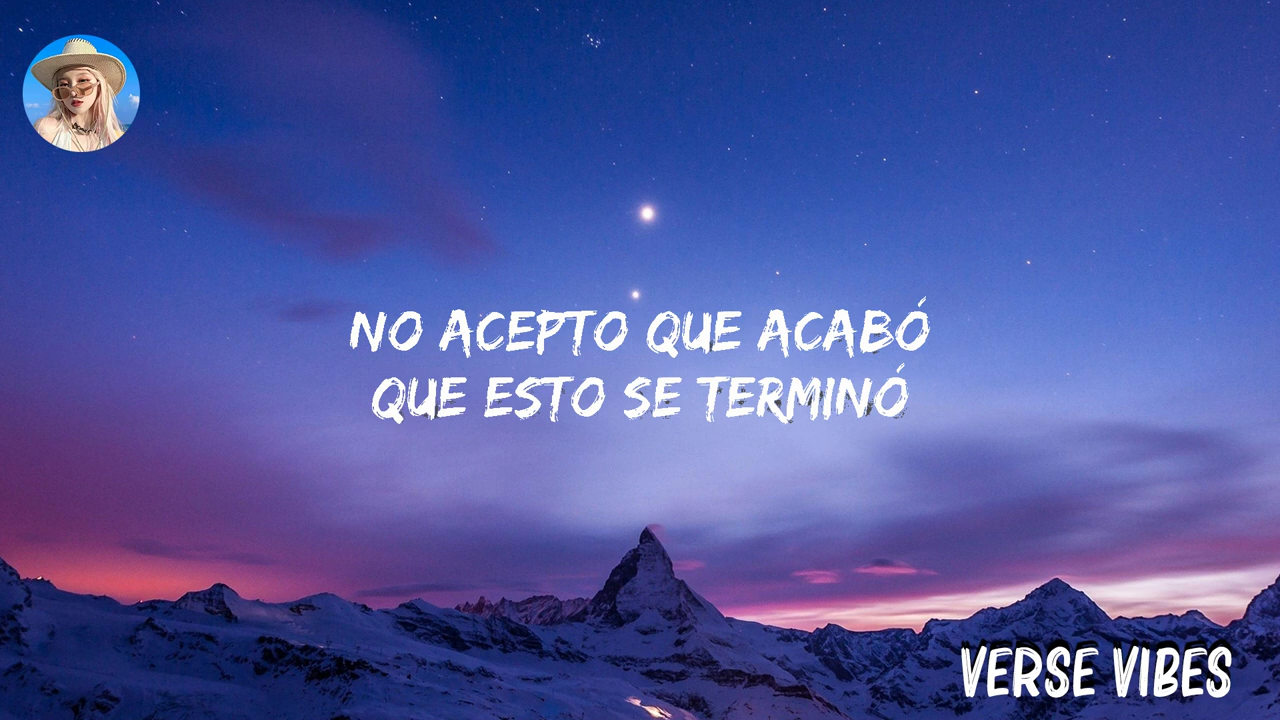 NO ACEPTO QUE ACABÓ
QUE ESTO SE TERMINÓ
VERSE VIBES